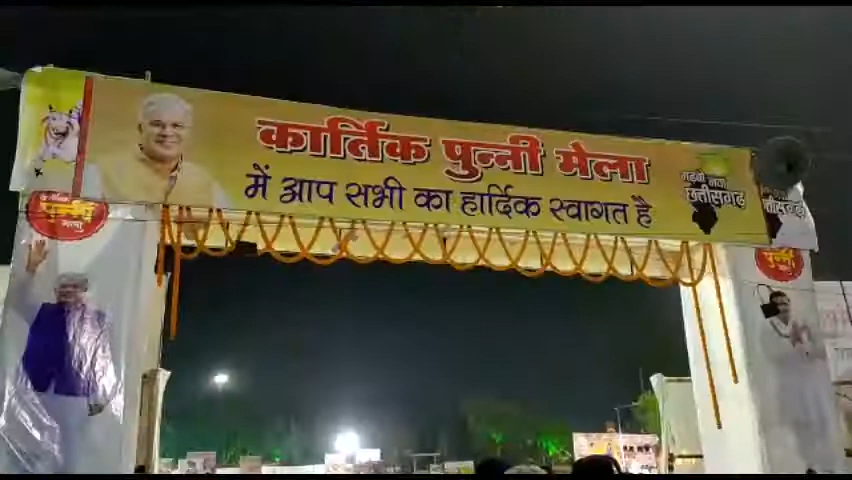 कार्तिक पुन्नी मेला
में आप सभी का हार्दिक स्वागत है
गढ़बो नवा
छत्तीसगढ़
पुन्नी
पुन्नी